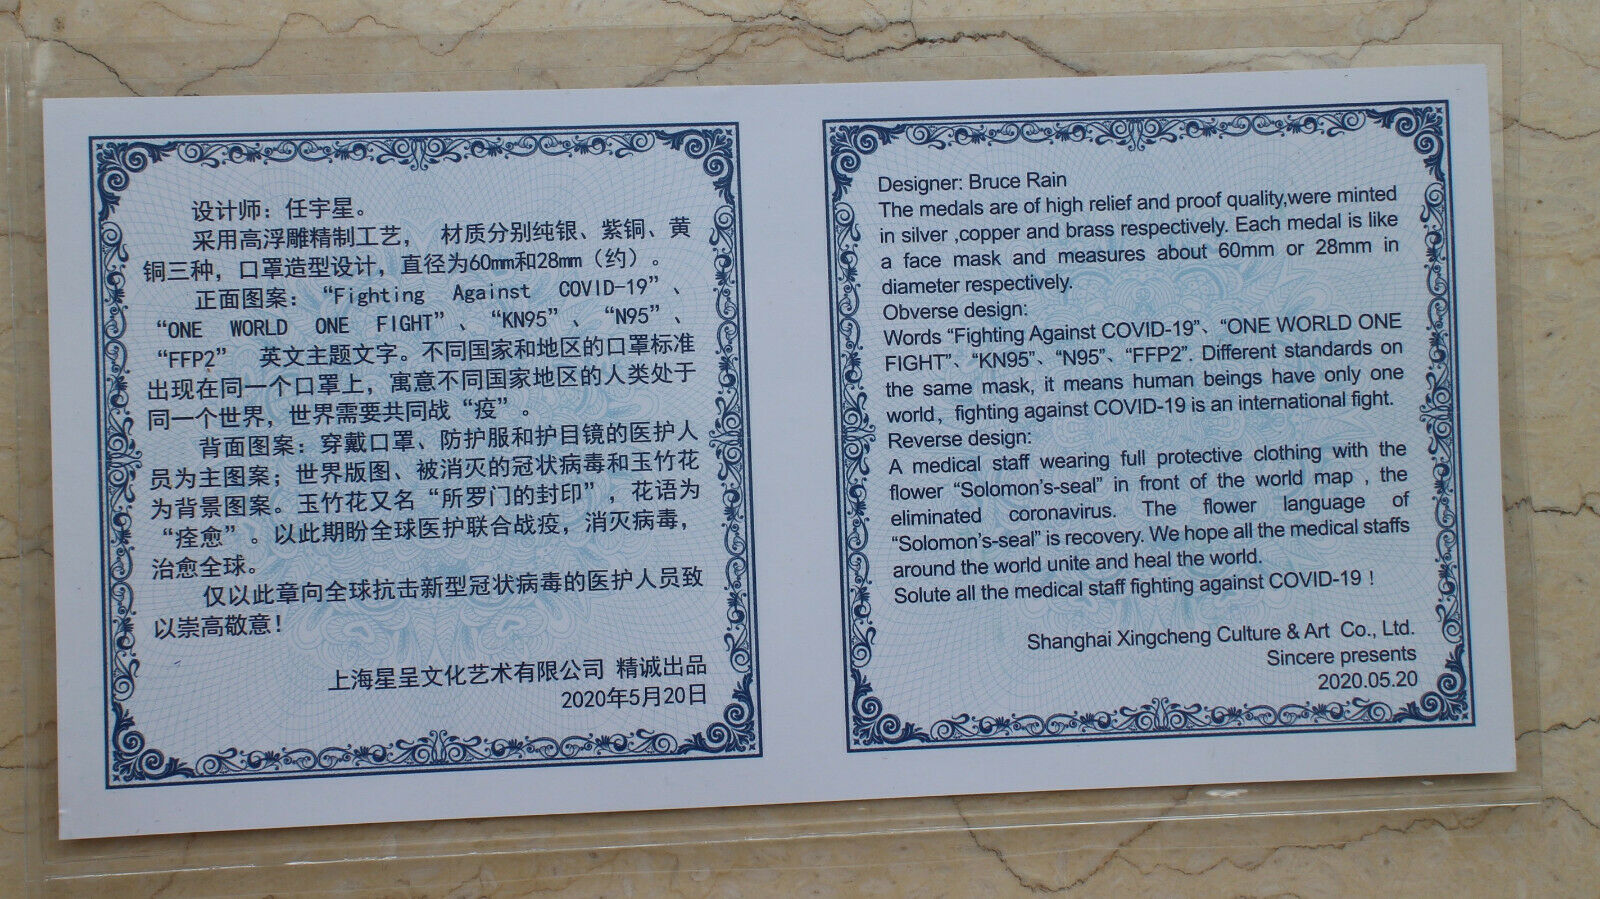 设计师：任宇星。
采用高浮雕精制工艺， 材质分别纯银、紫铜、黄
铜三种，口罩造型设计，直径为60mm和28mm（约）。
正面图案：“Fighting Against COVID-19”、
“ONE WORLD ONE FIGHT”、“KN95”、“N95”、
“FFP2” 英文主题文字。不同国家和地区的口罩标准
出现在同一个口罩上，寓意不同国家地区的人类处于
同一个世界，世界需要共同战“疫”。
背面图案：穿戴口罩、防护服和护目镜的医护人
员为主图案；世界版图、被消灭的冠状病毒和玉竹花
为背景图案。玉竹花又名“所罗门的封印”，花语为
“痊愈”。以此期盼全球医护联合战疫，消灭病毒，
治愈全球。
仅以此章向全球抗击新型冠状病毒的医护人员致
以崇高敬意！
上海星呈文化艺术有限公司 精诚出品
2020年5月20日
Designer: Bruce Rain
The medals are of high relief and proof quality,were minted
in silver ,copper and brass respectively. Each medal is like
a face mask and measures about 60mm or 28mm in
diameter respectively.
Obverse design:
Words “Fighting Against COVID-19”、“ONE WORLD ONE
FIGHT”、“KN95”、“N95”、“FFP2”. Different standards on
the same mask, it means human beings have only one
world，fighting against COVID-19 is an international fight.
Reverse design:
A medical staff wearing full protective clothing with the
flower “Solomon's-seal” in front of the world map , the
eliminated coronavirus. The flower language of
“Solomon's-seal” is recovery. We hope all the medical staffs
around the world unite and heal the world.
Solute all the medical staff fighting against COVID-19！
Shanghai Xingcheng Culture & Art Co., Ltd.
Sincere presents
2020.05.20